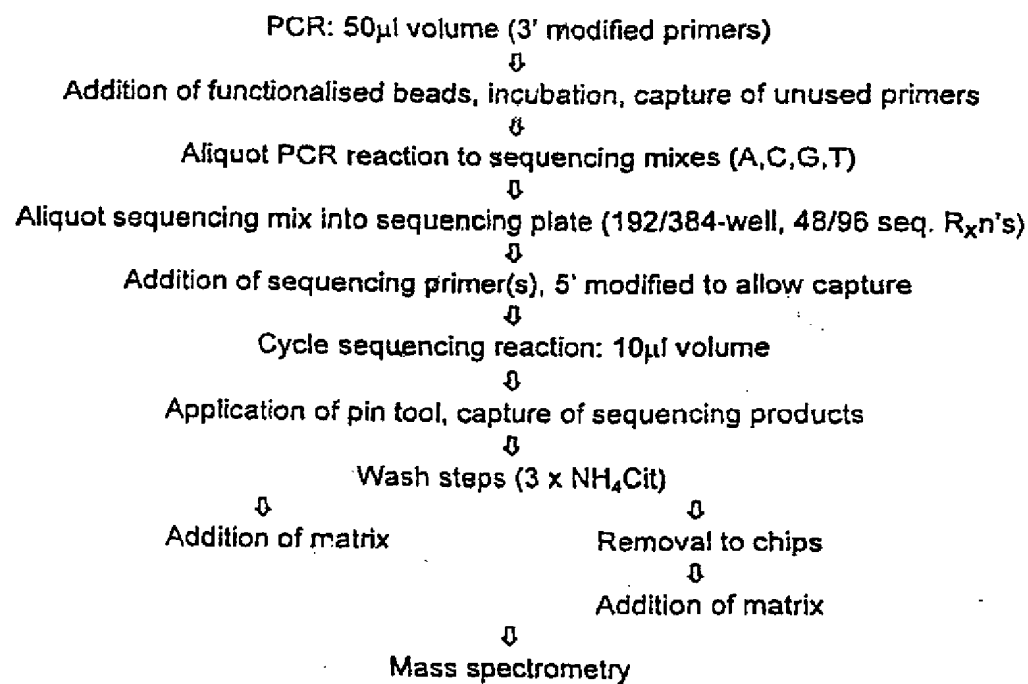 PCR: 50µl volume (3' modified primers)
⇩
Addition of functionalised beads, incubation, capture of unused primers
⇩
Aliquot PCR reaction to sequencing mixes (A,C,G,T)
⇩
Aliquot sequencing mix into sequencing plate (192/384-well, 48/96 seq. Rₓn's)
⇩
Addition of sequencing primer(s), 5' modified to allow capture
⇩
Cycle sequencing reaction: 10µl volume
⇩
Application of pin tool, capture of sequencing products
⇩
Wash steps (3 x NH₄Cit)
⇩ ⇩
Addition of matrix Removal to chips
⇩
Addition of matrix
⇩
Mass spectrometry